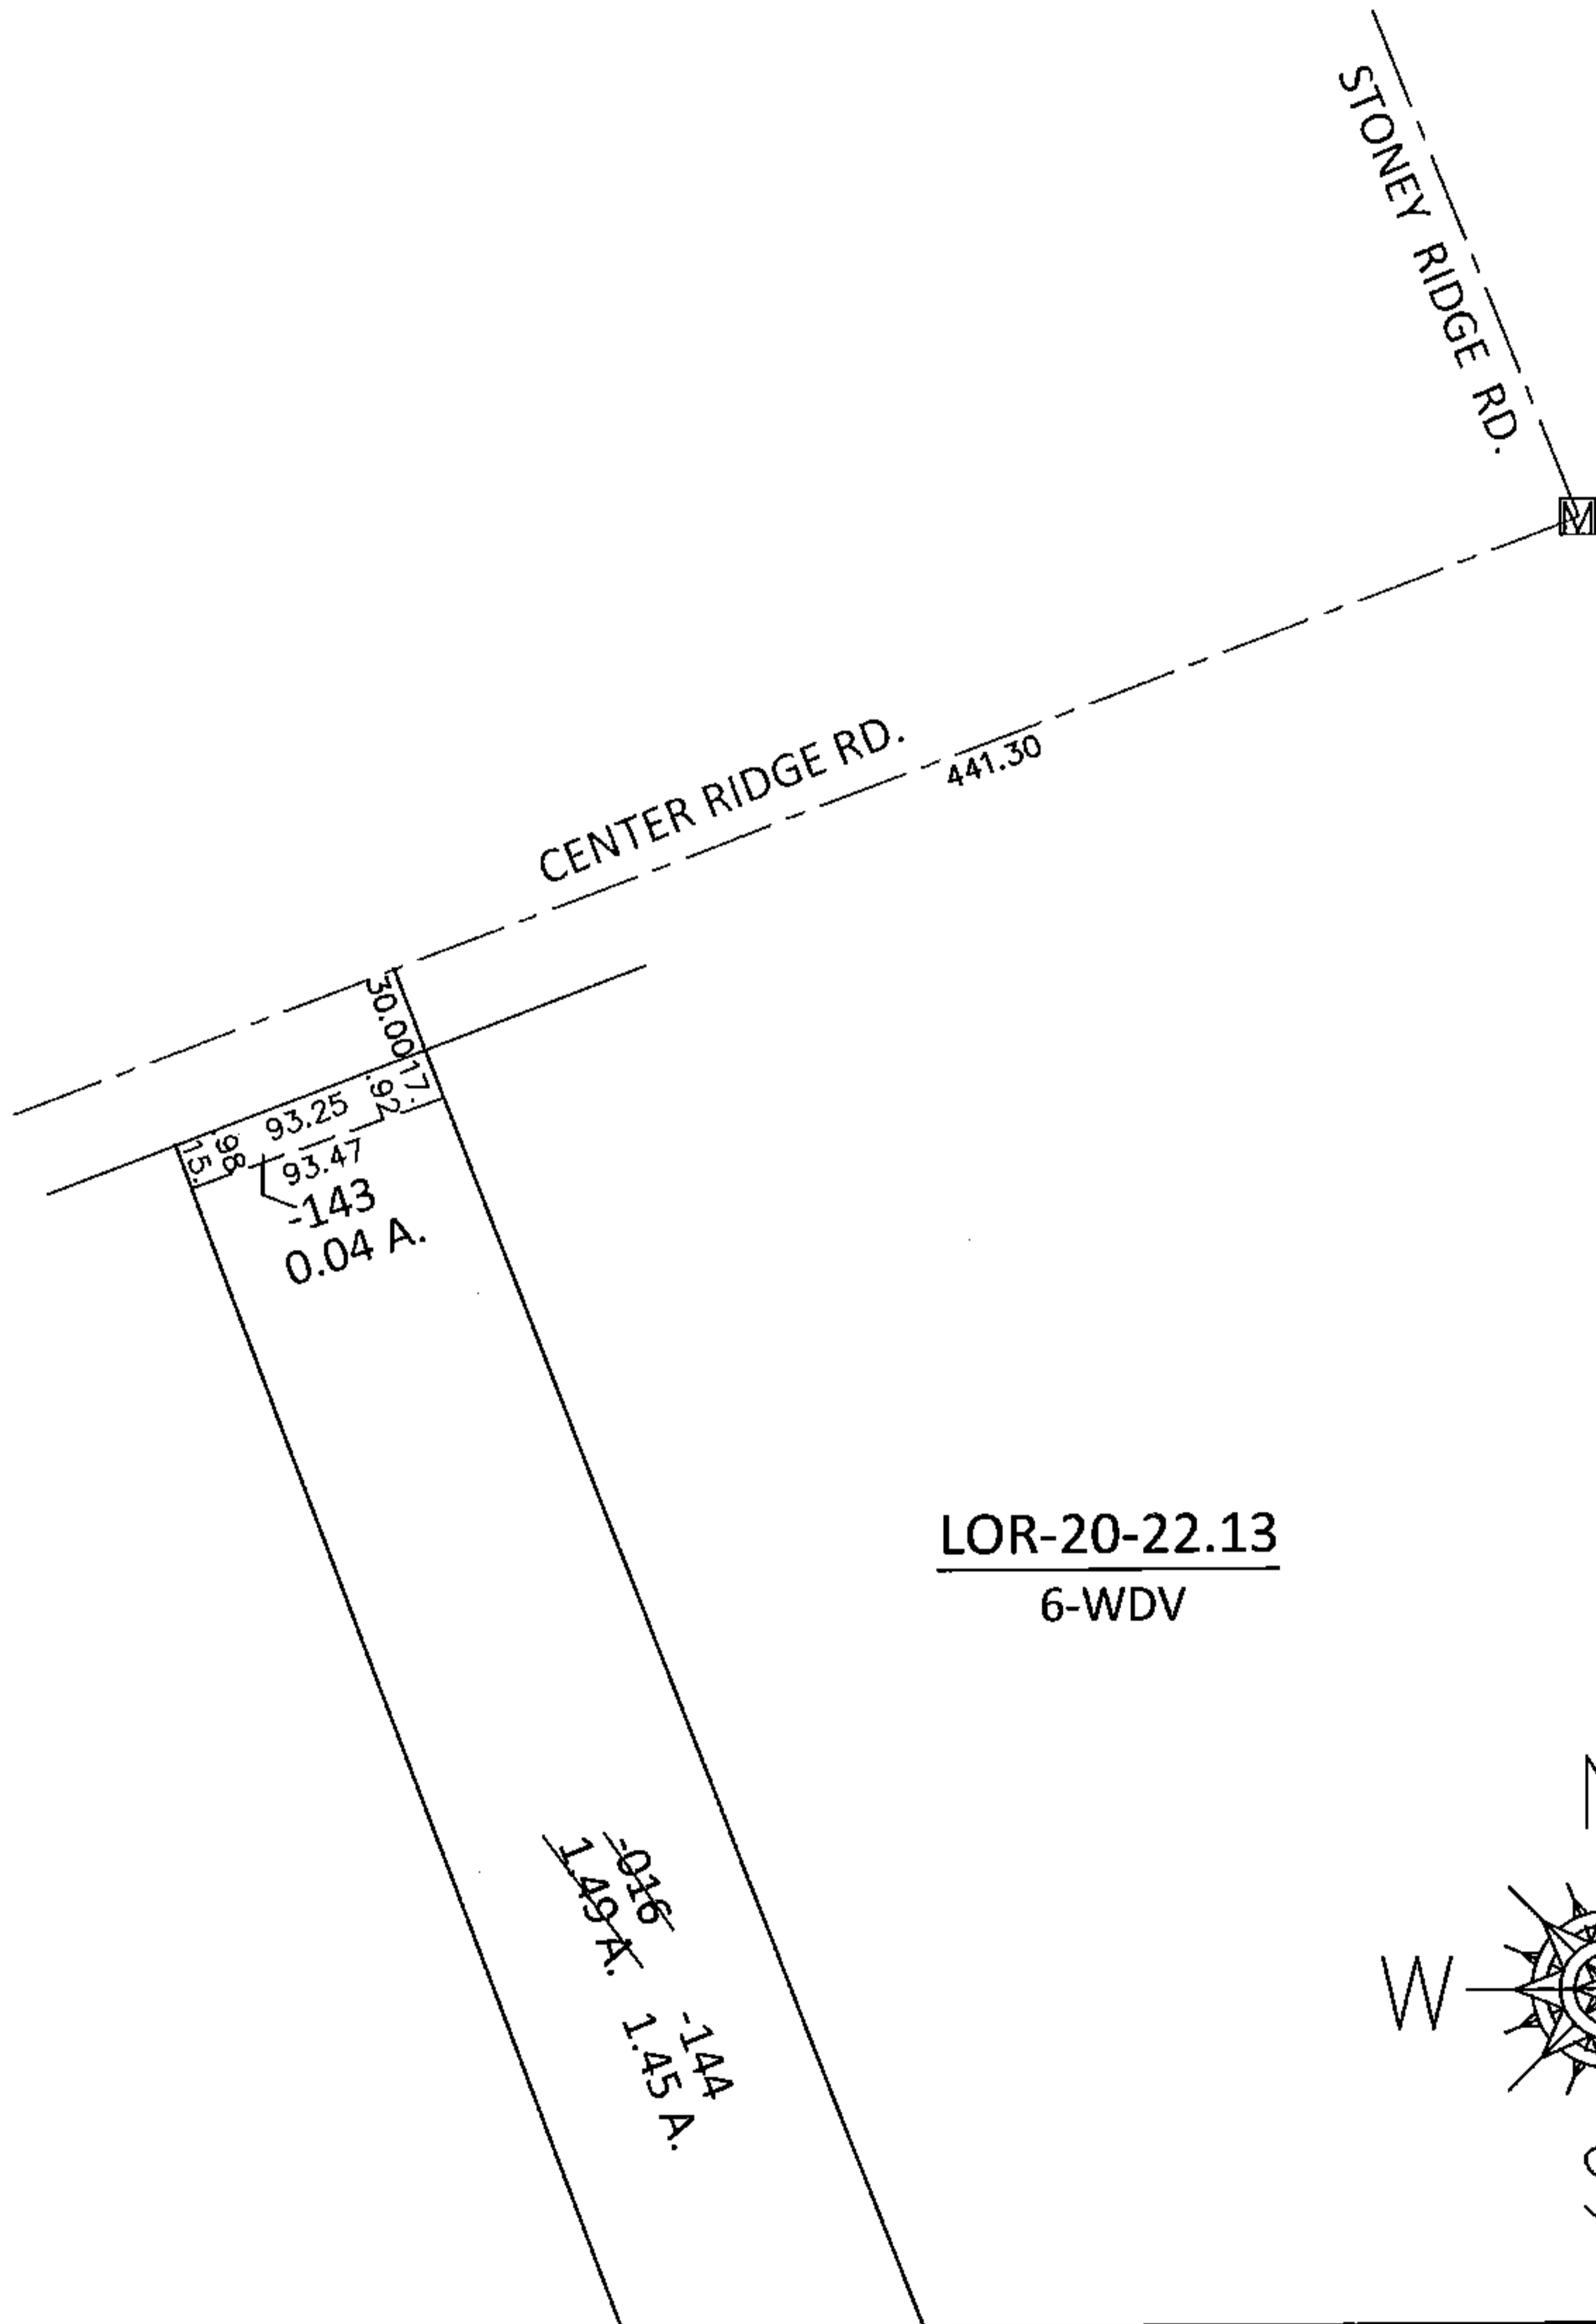 STONEY RIDGE RD.
M
CENTER RIDGE RD.
441.30
30.00
17.
.92
93.25
15.
.98
93.47
-143
0.04 A.
LOR-20-22.13
6-WDV
-016
1.49 A.
-144
1.45 A.
W